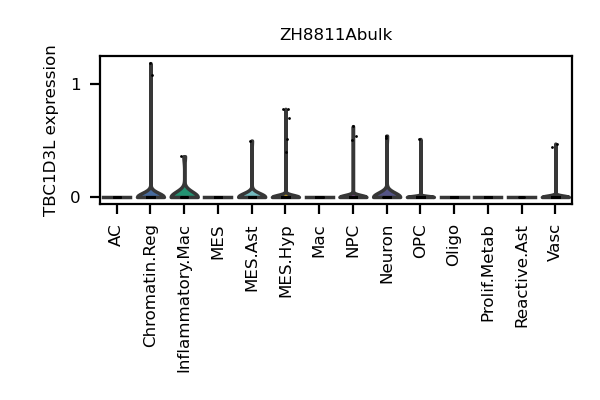 ZH8811Abulk
TBC1D3L expression
1
0
AC
Chromatin.Reg
Inflammatory.Mac
MES
MES.Ast
MES.Hyp
Mac
NPC
Neuron
OPC
Oligo
Prolif.Metab
Reactive.Ast
Vasc